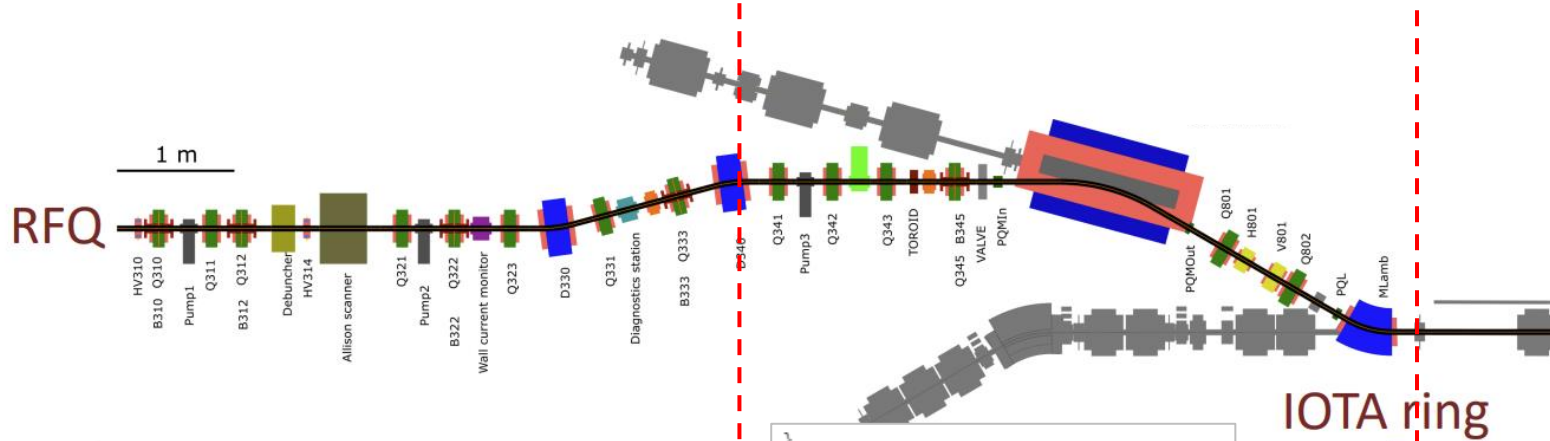 1 m
RFQ
HV310
B310 Q310
Pump1
Q311
B312 Q312
Debuncher
HV314
Allison scanner
Q321
Pump2
B322 Q322
Wall current monitor
Q323
D330
Q331
Diagnostics station
B333 Q333
D340
Q341
Pump3
Q342
Q343
TOROID
Q345 B345
VALVE
PQMIn
PQMOut
Q801
H801
V801
Q802
PQL
MLamb
IOTA ring
}